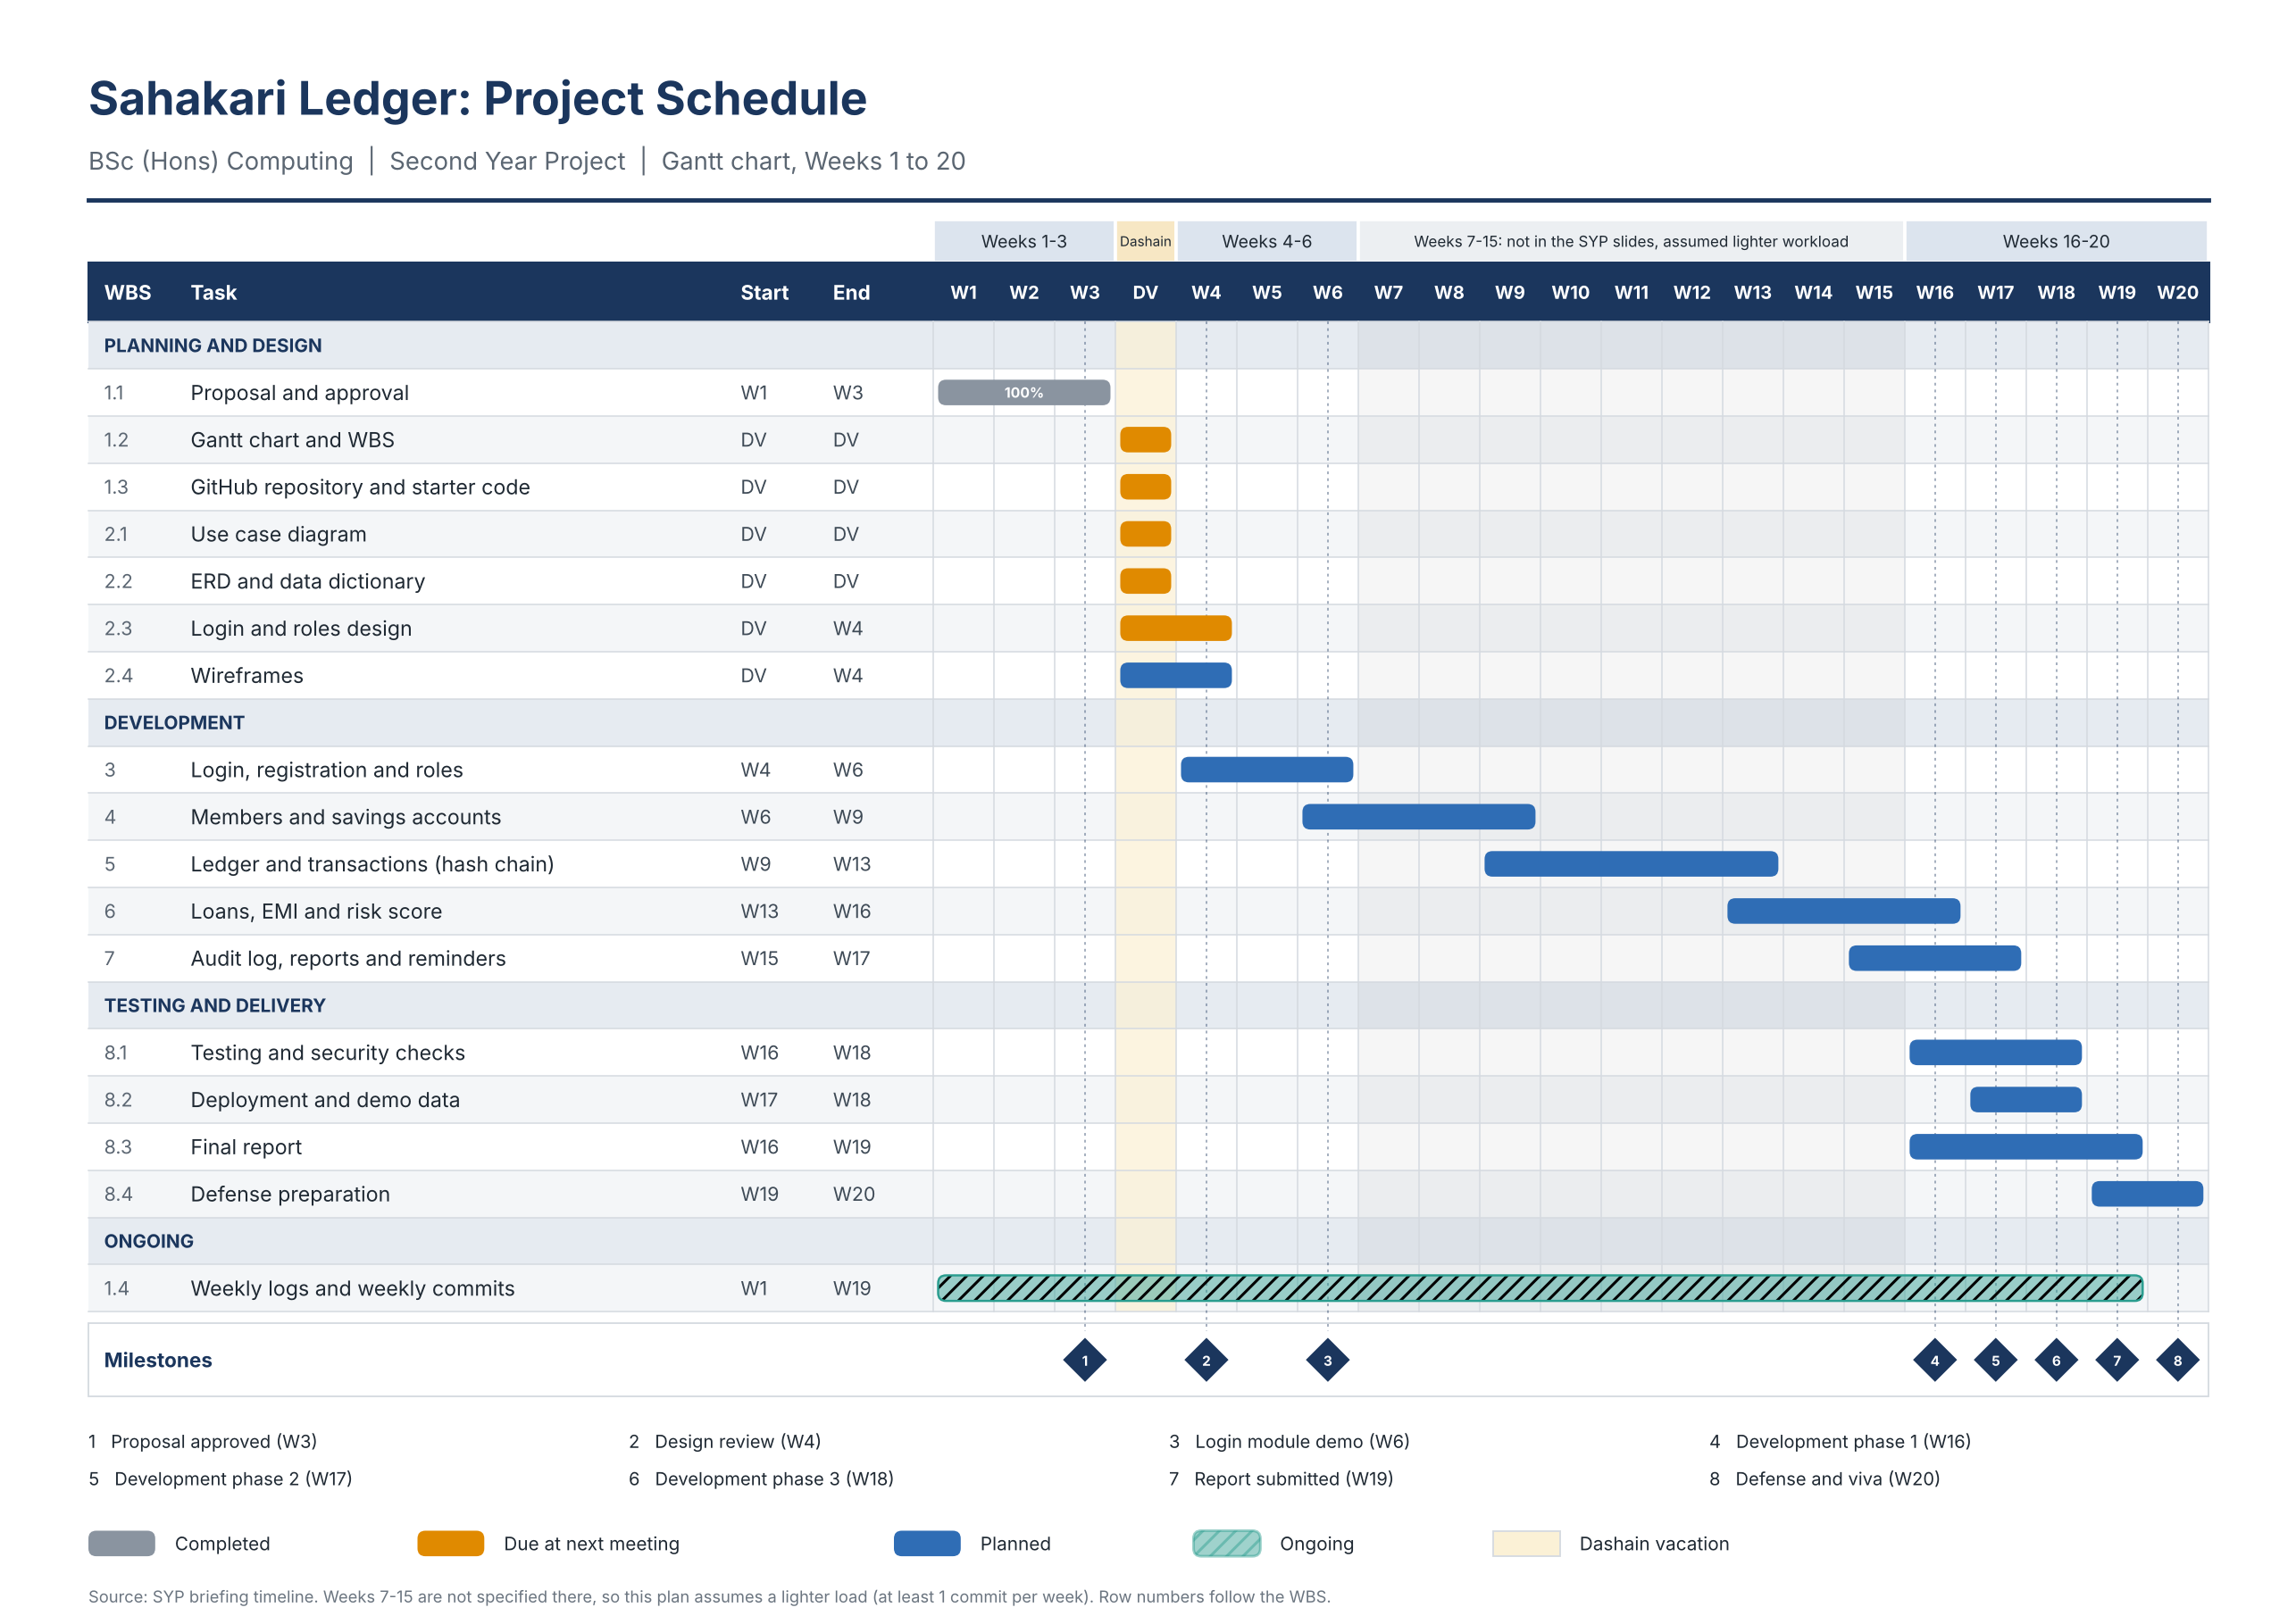 Sahakari Ledger: Project Schedule
BSc (Hons) Computing | Second Year Project | Gantt chart, Weeks 1 to 20
Weeks 1-3 Dashain Weeks 4-6 Weeks 7-15: not in the SYP slides, assumed lighter workload Weeks 16-20
WBS Task Start End W1 W2 W3 DV W4 W5 W6 W7 W8 W9 W10 W11 W12 W13 W14 W15 W16 W17 W18 W19 W20
PLANNING AND DESIGN
1.1 Proposal and approval W1 W3 100%
1.2 Gantt chart and WBS DV DV
1.3 GitHub repository and starter code DV DV
2.1 Use case diagram DV DV
2.2 ERD and data dictionary DV DV
2.3 Login and roles design DV W4
2.4 Wireframes DV W4
DEVELOPMENT
3 Login, registration and roles W4 W6
4 Members and savings accounts W6 W9
5 Ledger and transactions (hash chain) W9 W13
6 Loans, EMI and risk score W13 W16
7 Audit log, reports and reminders W15 W17
TESTING AND DELIVERY
8.1 Testing and security checks W16 W18
8.2 Deployment and demo data W17 W18
8.3 Final report W16 W19
8.4 Defense preparation W19 W20
ONGOING
1.4 Weekly logs and weekly commits W1 W19
Milestones 1 2 3 4 5 6 7 8
1 Proposal approved (W3) 2 Design review (W4) 3 Login module demo (W6) 4 Development phase 1 (W16)
5 Development phase 2 (W17) 6 Development phase 3 (W18) 7 Report submitted (W19) 8 Defense and viva (W20)
Completed Due at next meeting Planned Ongoing Dashain vacation
Source: SYP briefing timeline. Weeks 7-15 are not specified there, so this plan assumes a lighter load (at least 1 commit per week). Row numbers follow the WBS.